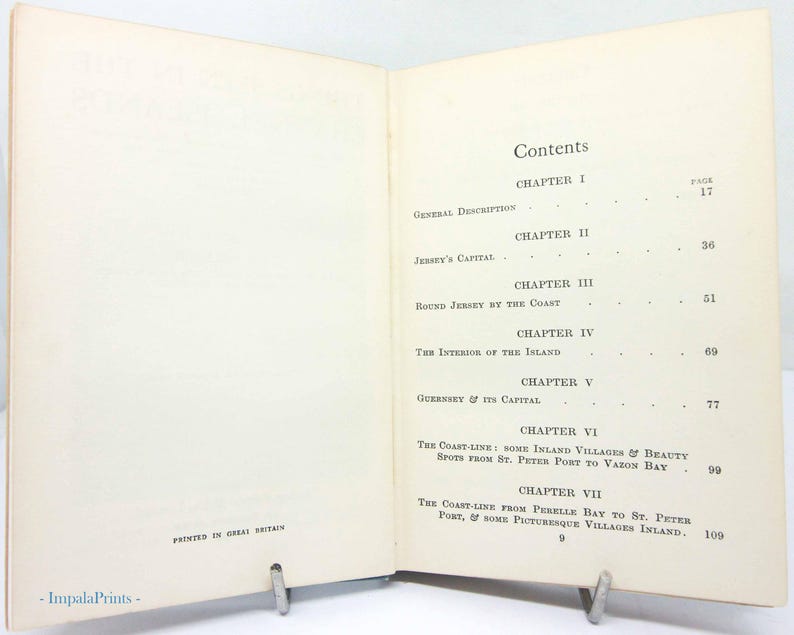 PRINTED IN GREAT BRITAIN
- ImpalaPrints -
Contents
CHAPTER I
PAGE
GENERAL DESCRIPTION . . . . . 17
CHAPTER II
JERSEY'S CAPITAL . . . . . . . 36
CHAPTER III
ROUND JERSEY BY THE COAST . . . . 51
CHAPTER IV
THE INTERIOR OF THE ISLAND . . . . 69
CHAPTER V
GUERNSEY & ITS CAPITAL . . . . . 77
CHAPTER VI
THE COAST-LINE : SOME INLAND VILLAGES & BEAUTY
SPOTS FROM ST. PETER PORT TO VAZON BAY . 99
CHAPTER VII
THE COAST-LINE FROM PERELLE BAY TO ST. PETER
PORT, & SOME PICTURESQUE VILLAGES INLAND . 109
9